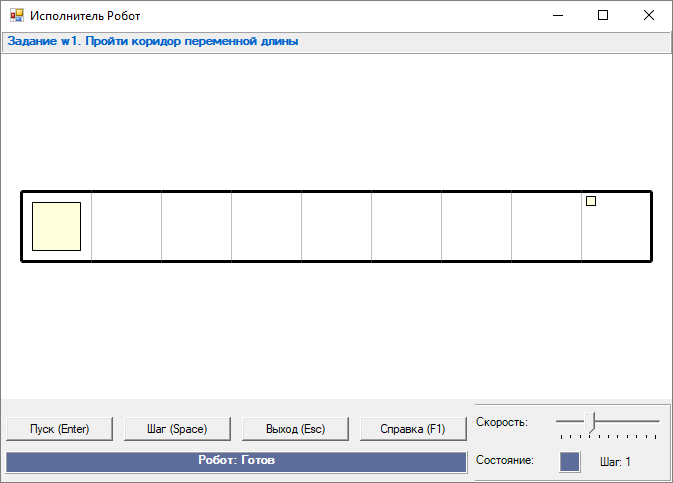 Исполнитель Робот
Задание w1. Пройти коридор переменной длины
Пуск (Enter)
Шаг (Space)
Выход (Esc)
Справка (F1)
Скорость:
Робот: Готов
Состояние:
Шаг: 1